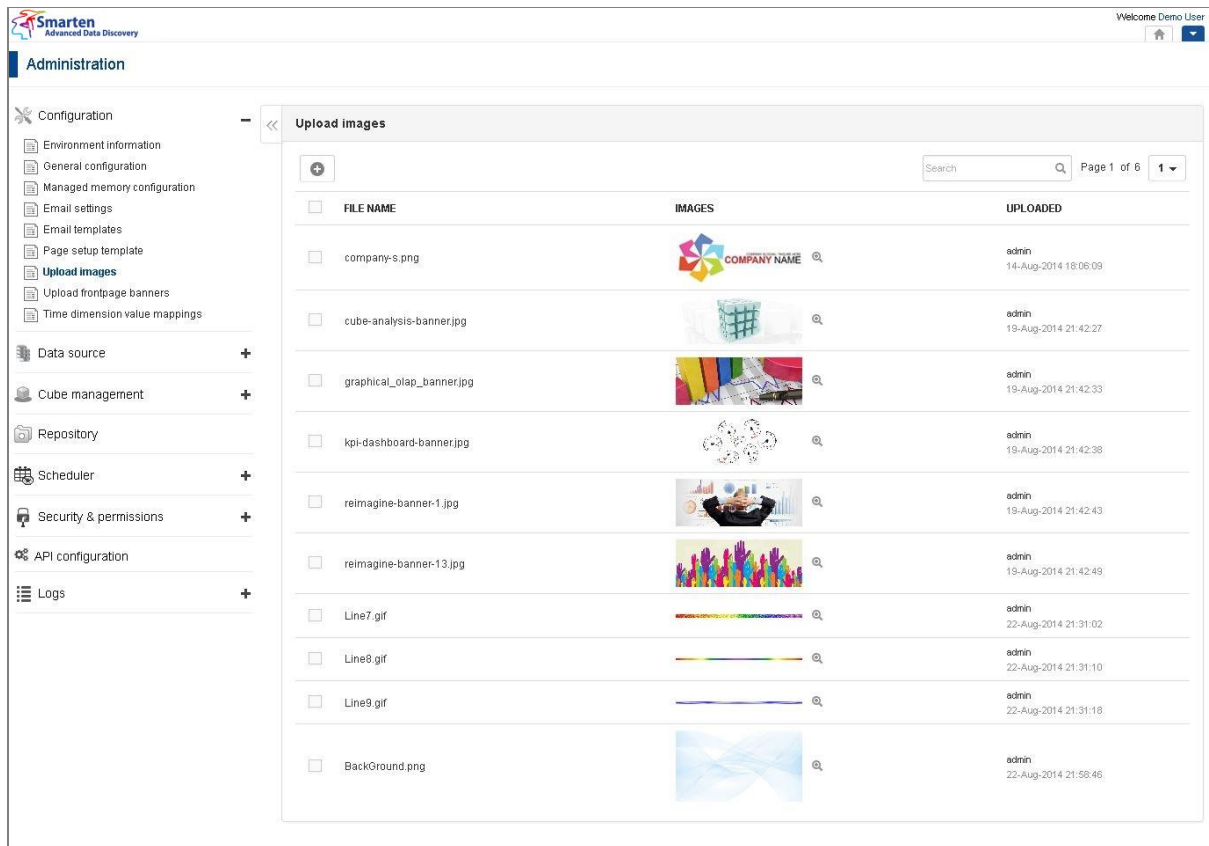 Smarten
Advanced Data Discovery
Welcome Demo User
Administration
Configuration
Environment information
General configuration
Managed memory configuration
Email settings
Email templates
Page setup template
Upload images
Upload frontpage banners
Time dimension value mappings
Data source
Cube management
Repository
Scheduler
Security & permissions
API configuration
Logs
Upload images
Search
Page 1 of 6
1
FILE NAME IMAGES UPLOADED
company-s.png
COMPANY NAME
admin
14-Aug-2014 18:06:09
cube-analysis-banner.jpg
admin
19-Aug-2014 21:42:27
graphical_olap_banner.jpg
admin
19-Aug-2014 21:42:33
kpi-dashboard-banner.jpg
admin
19-Aug-2014 21:42:38
reimagine-banner-1.jpg
admin
19-Aug-2014 21:42:43
reimagine-banner-13.jpg
admin
19-Aug-2014 21:42:49
Line7.gif
admin
22-Aug-2014 21:31:02
Line8.gif
admin
22-Aug-2014 21:31:10
Line9.gif
admin
22-Aug-2014 21:31:18
BackGround.png
admin
22-Aug-2014 21:58:46